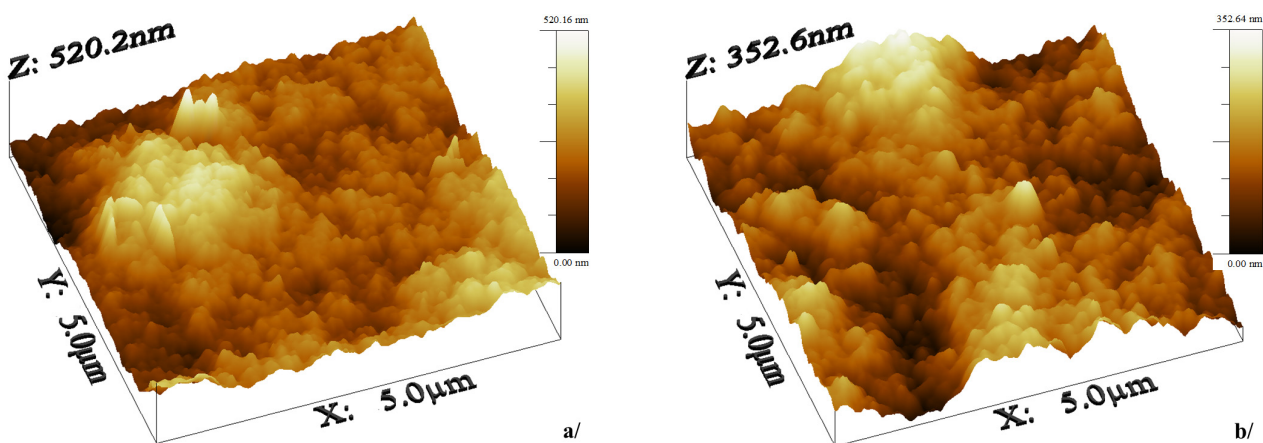 520.16 nm
Z: 520.2nm
0.00 nm
Y: 5.0µm
X: 5.0µm
a/
352.64 nm
Z: 352.6nm
0.00 nm
Y: 5.0µm
X: 5.0µm
b/